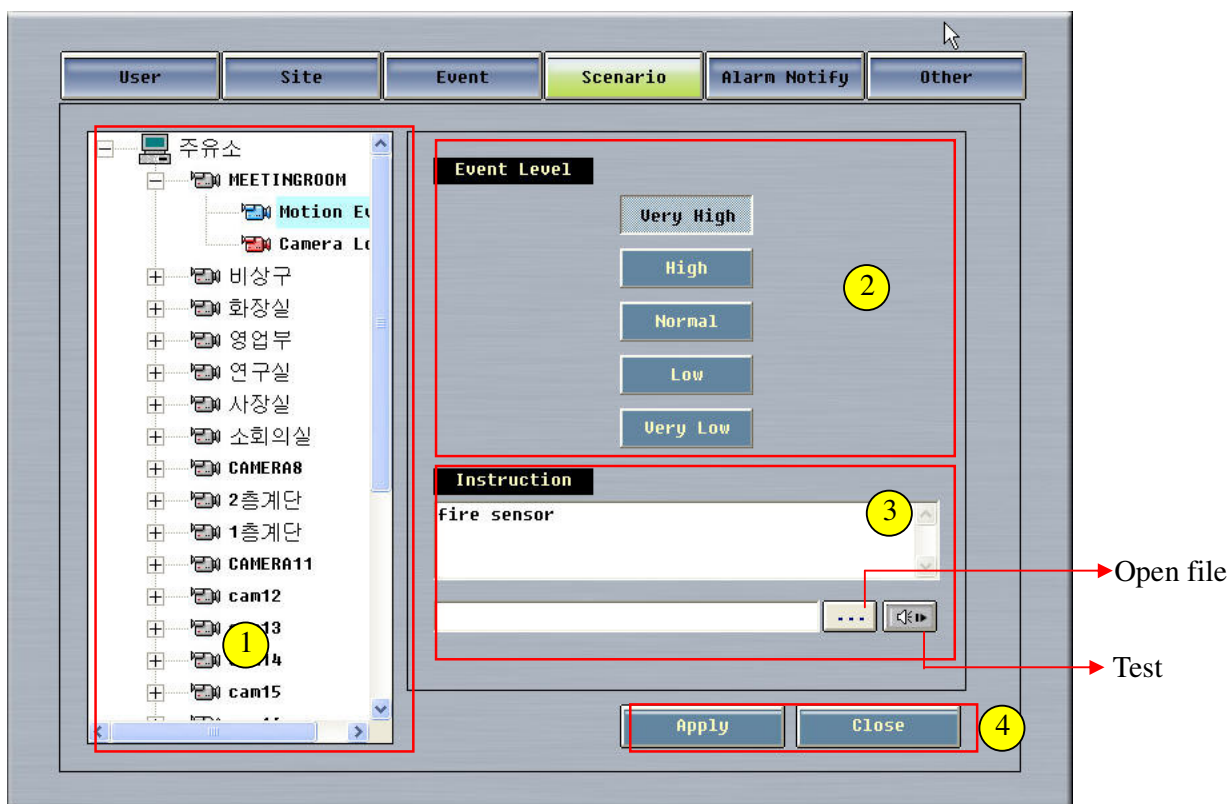 User Site Event Scenario Alarm Notify Other
주유소
MEETINGROOM
Motion Ev
Camera Lo
비상구
화장실
영업부
연구실
사장실
소회의실
CAMERA8
2층계단
1층계단
CAMERA11
cam12
13
14
cam15
1
Event Level
Very High
High
Normal
Low
Very Low
2
Instruction
fire sensor
3
...
Open file
Test
Apply Close
4